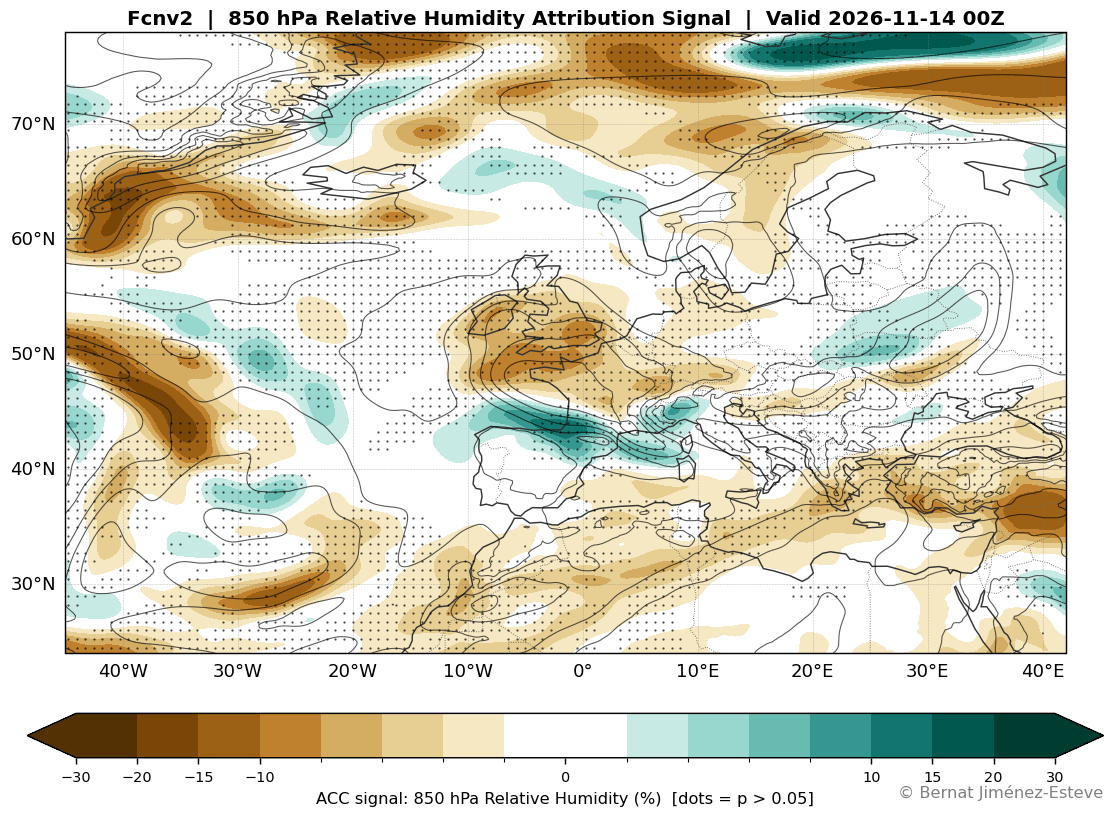 Fcnv2 | 850 hPa Relative Humidity Attribution Signal | Valid 2026-11-14 00Z
70°N
60°N
50°N
40°N
30°N
40°W 30°W 20°W 10°W 0° 10°E 20°E 30°E 40°E
−30 −20 −15 −10 0 10 15 20 30
ACC signal: 850 hPa Relative Humidity (%) [dots = p > 0.05]
© Bernat Jiménez-Esteve